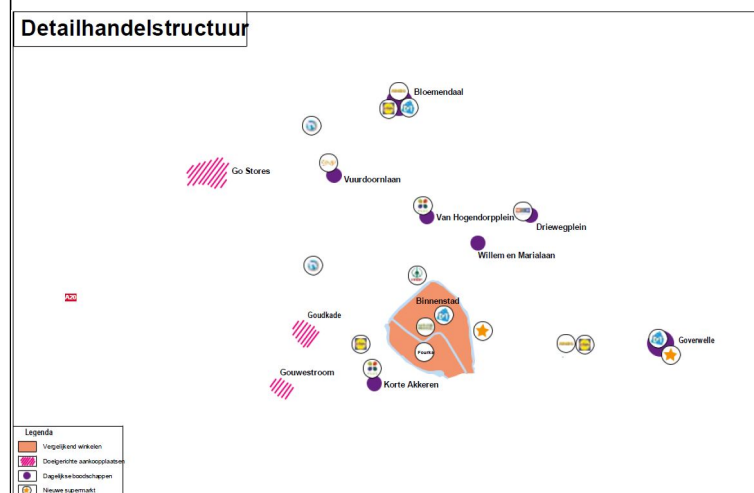 Detailhandelstructuur
Bloemendaal
Go Stores
Vuurdoornlaan
Van Hogendorpplein
Driewegplein
Willem en Marialaan
A20
Binnenstad
Goudkade
Goverwelle
Gouwestroom
Korte Akkeren
Legenda
Vergelijkend winkelen
Doelgerichte aankoopplaatsen
Dagelijkse boodschappen
Nieuwe supermarkt